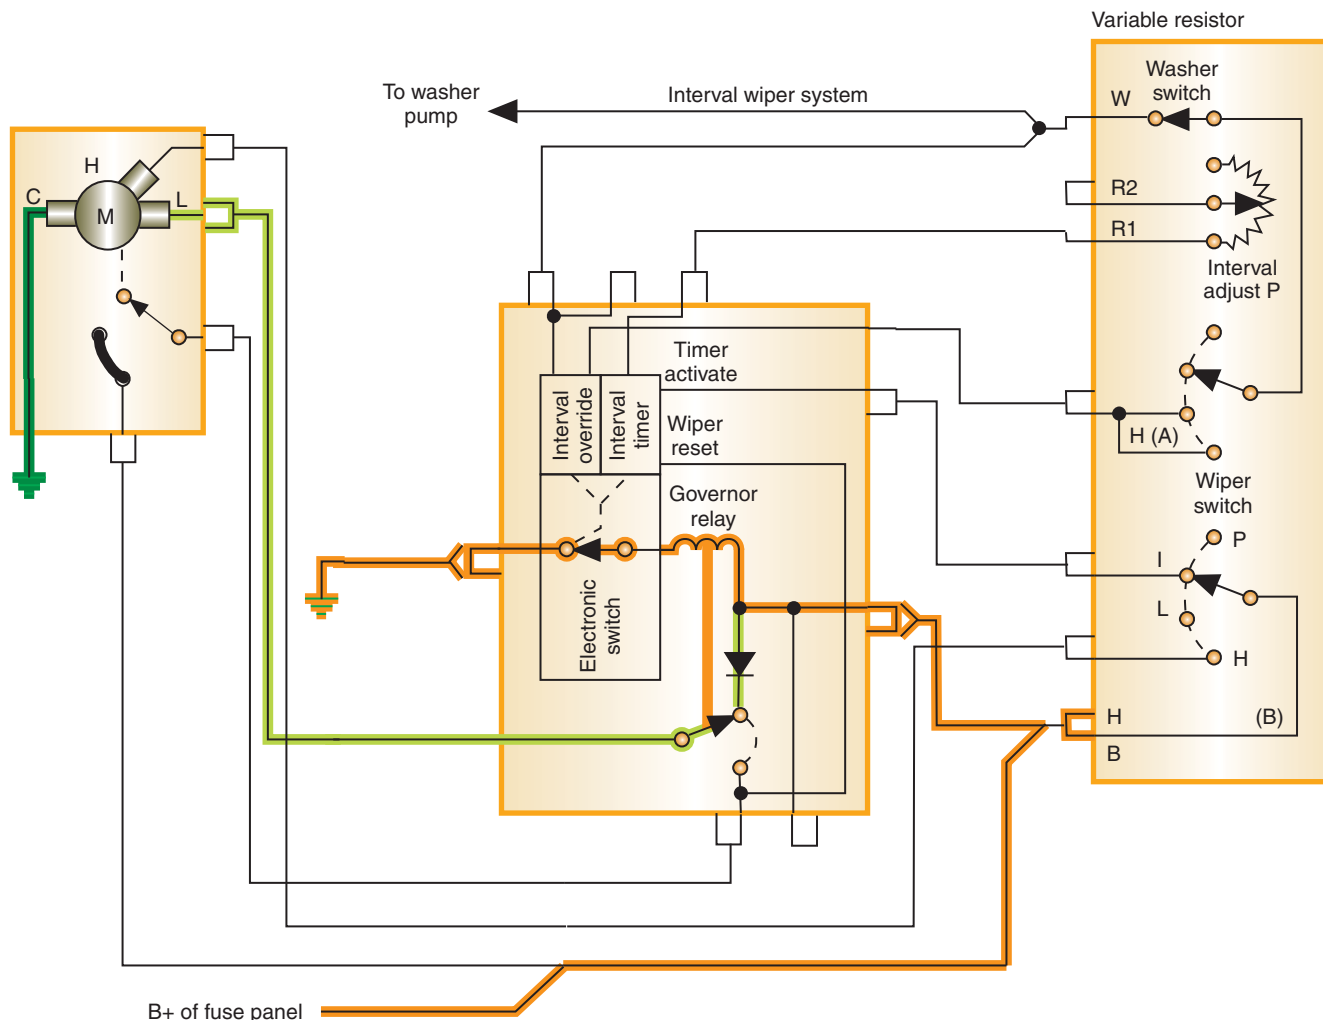 Variable resistor
Washer
switch
To washer
pump
Interval wiper system
W
H
R2
C
L
M
R1
Interval
adjust P
Timer
activate
Interval
override
Interval
timer
Wiper
reset
H (A)
Wiper
switch
Governor
relay
P
I
L
Electronic
switch
H
H
(B)
B
B+ of fuse panel